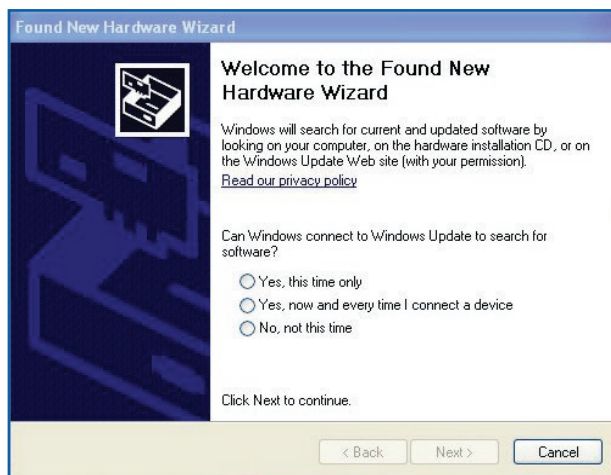 Found New Hardware Wizard
Welcome to the Found New
Hardware Wizard
Windows will search for current and updated software by
looking on your computer, on the hardware installation CD, or on
the Windows Update Web site (with your permission).
Read our privacy policy
Can Windows connect to Windows Update to search for
software?
Yes, this time only
Yes, now and every time I connect a device
No, not this time
Click Next to continue.
< Back Next > Cancel